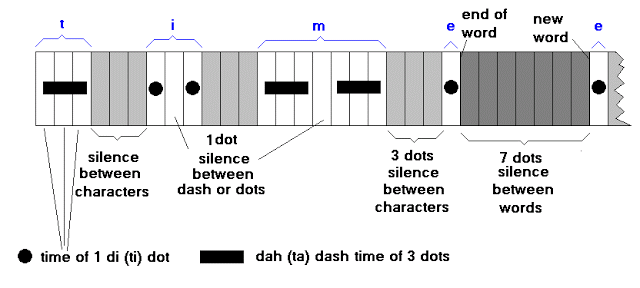 t i m e e
end of
word
new
word
silence
between
characters
1dot
silence
between
dash or dots
3 dots
silence
between
characters
7 dots
silence
between
words
time of 1 di (ti) dot
dah (ta) dash time of 3 dots